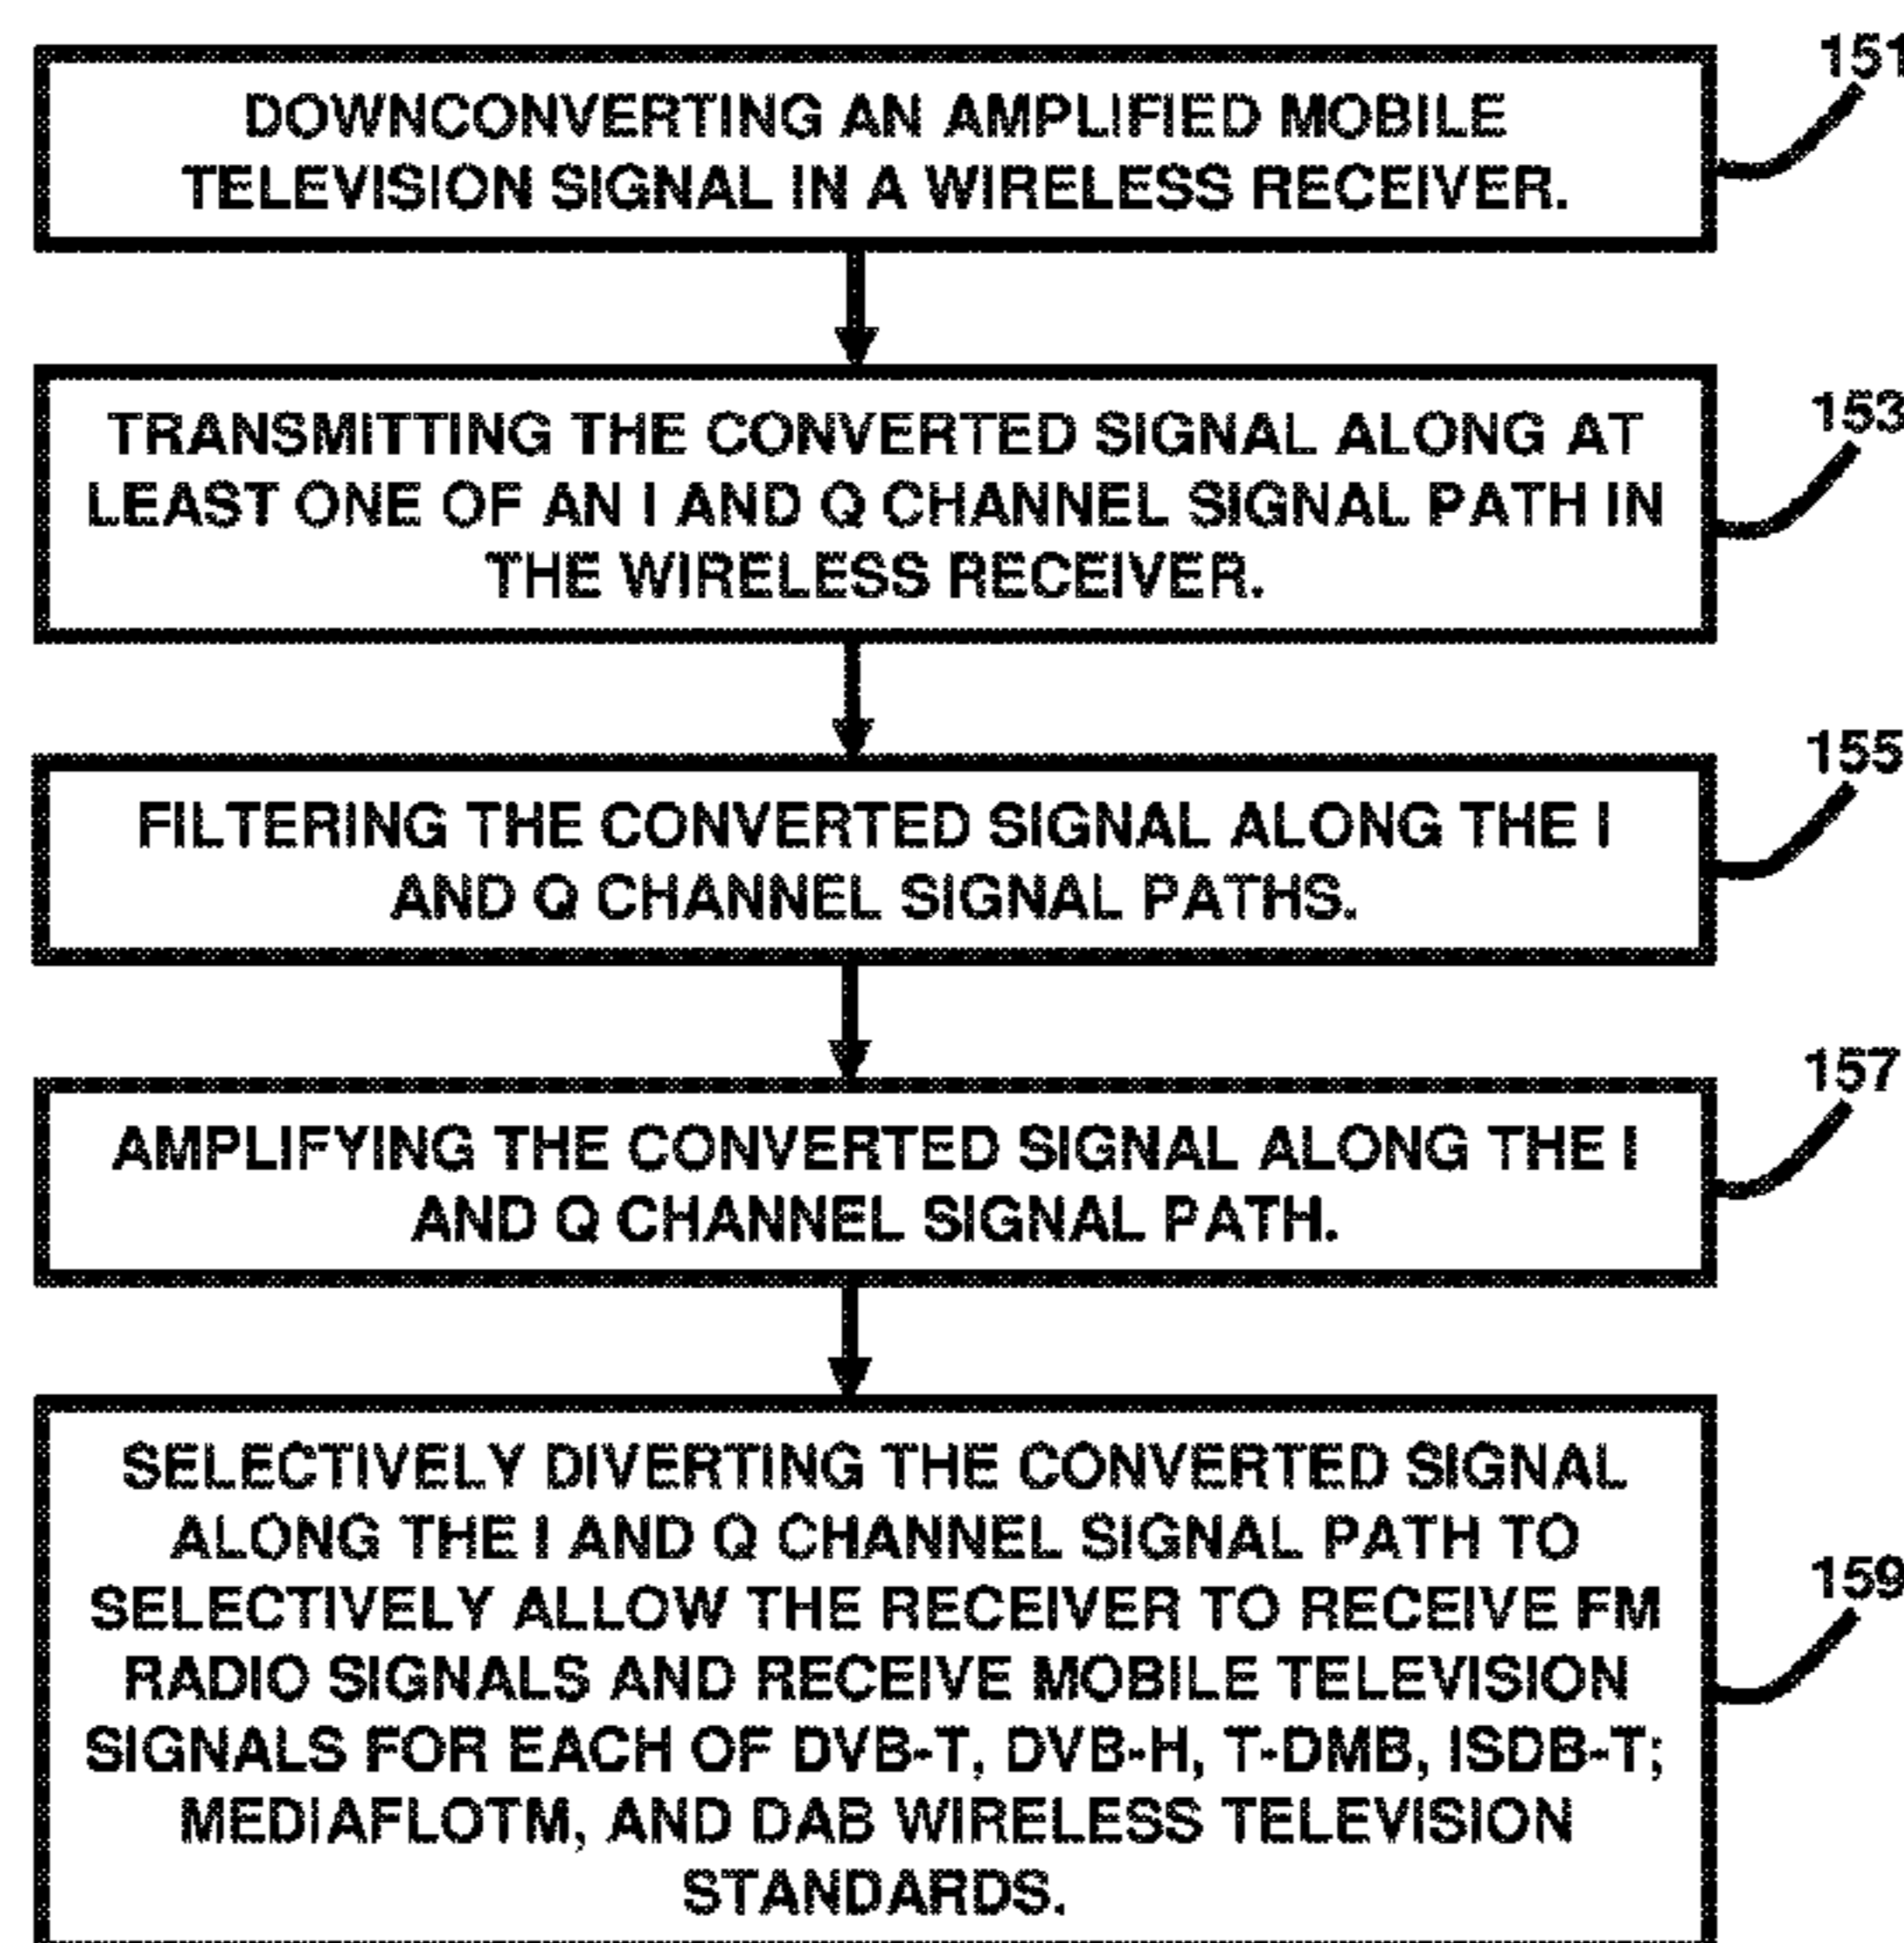 151
DOWNCONVERTING AN AMPLIFIED MOBILE
TELEVISION SIGNAL IN A WIRELESS RECEIVER.
153
TRANSMITTING THE CONVERTED SIGNAL ALONG AT
LEAST ONE OF AN I AND Q CHANNEL SIGNAL PATH IN
THE WIRELESS RECEIVER.
155
FILTERING THE CONVERTED SIGNAL ALONG THE I
AND Q CHANNEL SIGNAL PATHS.
157
AMPLIFYING THE CONVERTED SIGNAL ALONG THE I
AND Q CHANNEL SIGNAL PATH.
159
SELECTIVELY DIVERTING THE CONVERTED SIGNAL
ALONG THE I AND Q CHANNEL SIGNAL PATH TO
SELECTIVELY ALLOW THE RECEIVER TO RECEIVE FM
RADIO SIGNALS AND RECEIVE MOBILE TELEVISION
SIGNALS FOR EACH OF DVB-T, DVB-H, T-DMB, ISDB-T;
MEDIAFLOTM, AND DAB WIRELESS TELEVISION
STANDARDS.